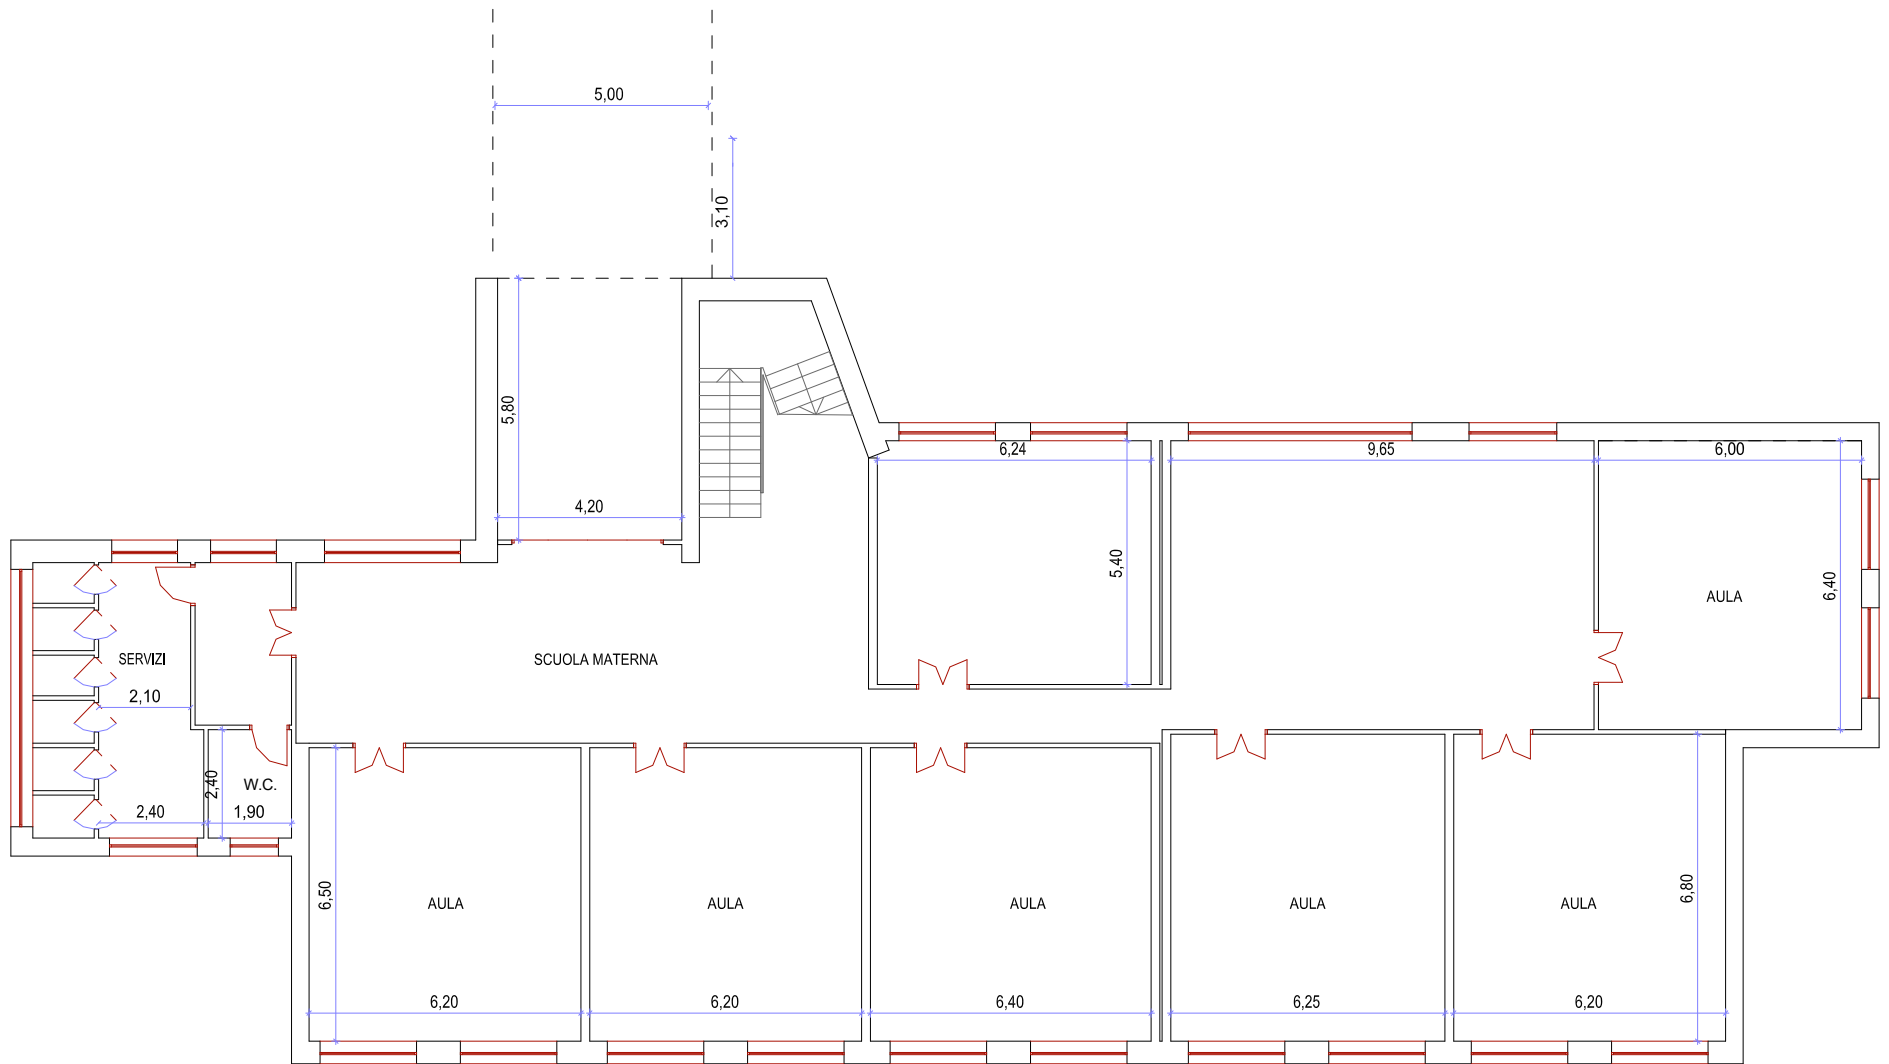 5,00
3,10
5,80
4,20
6,24
9,65
6,00
5,40
6,40
AULA
SERVIZI
SCUOLA MATERNA
2,10
2,40
W.C.
2,40
1,90
6,50
AULA
AULA
AULA
AULA
AULA
6,80
6,20
6,20
6,40
6,25
6,20